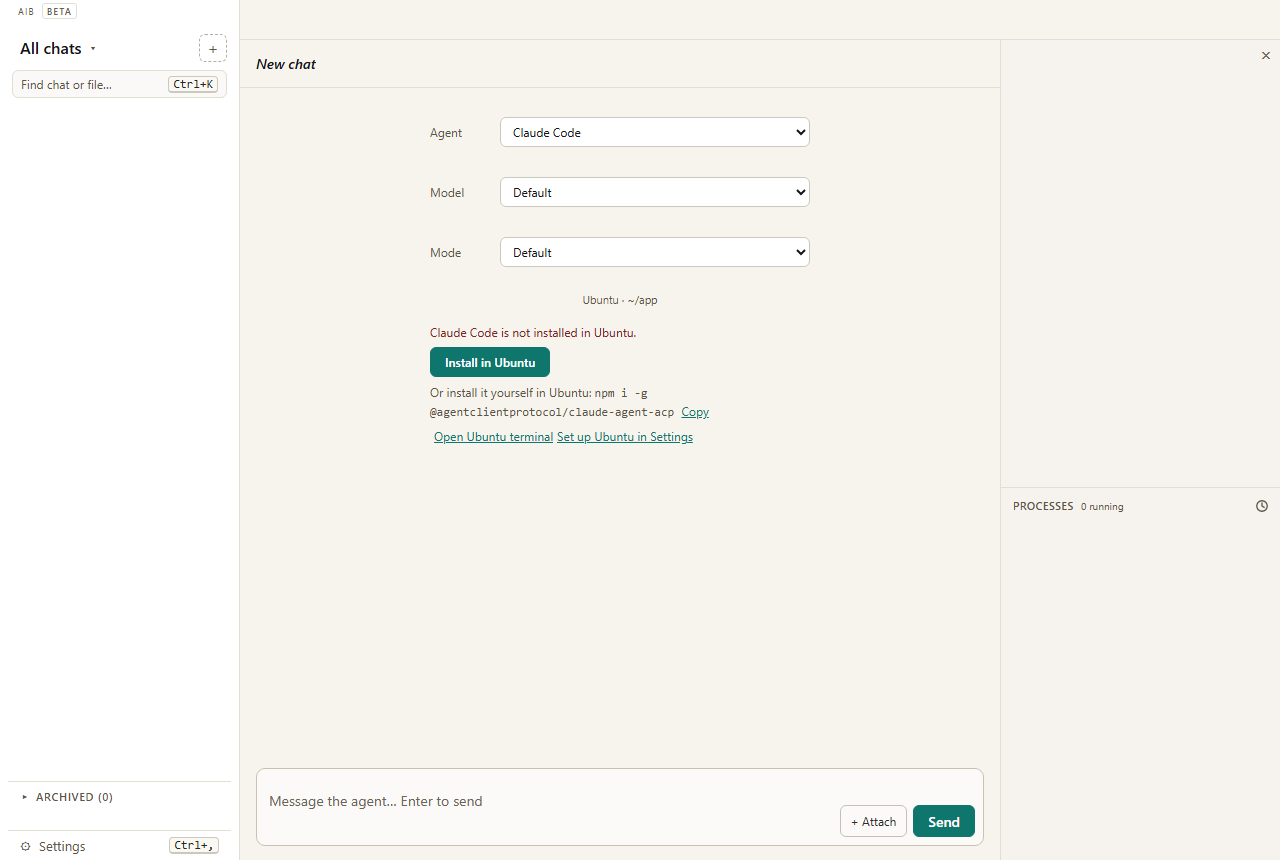 AIB BETA
All chats
+
Find chat or file... Ctrl+K
ARCHIVED (0)
Settings Ctrl+,
New chat
Agent Claude Code
Model Default
Mode Default
Ubuntu · ~/app
Claude Code is not installed in Ubuntu.
Install in Ubuntu
Or install it yourself in Ubuntu: npm i -g
@agentclientprotocol/claude-agent-acp Copy
Open Ubuntu terminal Set up Ubuntu in Settings
Message the agent... Enter to send
+ Attach Send
×
PROCESSES 0 running